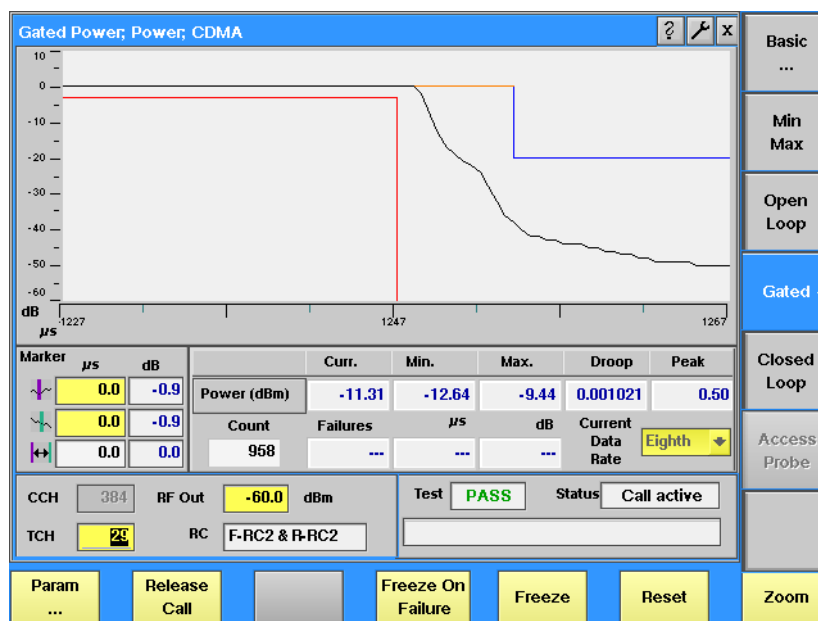 Gated Power; Power; CDMA ? x
10
0
-10
-20
-30
-40
-50
-60
dB
µs
1227 1247 1267
Marker µs dB
0.0 -0.9
0.0 -0.9
0.0 0.0
Curr. Min. Max. Droop Peak
Power (dBm) -11.31 -12.64 -9.44 0.001021 0.50
Count Failures µs dB Current Data Rate
958 --- --- --- Eighth
CCH 384 RF Out -60.0 dBm
TCH 29 RC F-RC2 & R-RC2
Test PASS Status Call active
Basic
...
Min
Max
Open
Loop
Gated
Closed
Loop
Access
Probe
Zoom
Param
...
Release
Call
Freeze On
Failure
Freeze
Reset